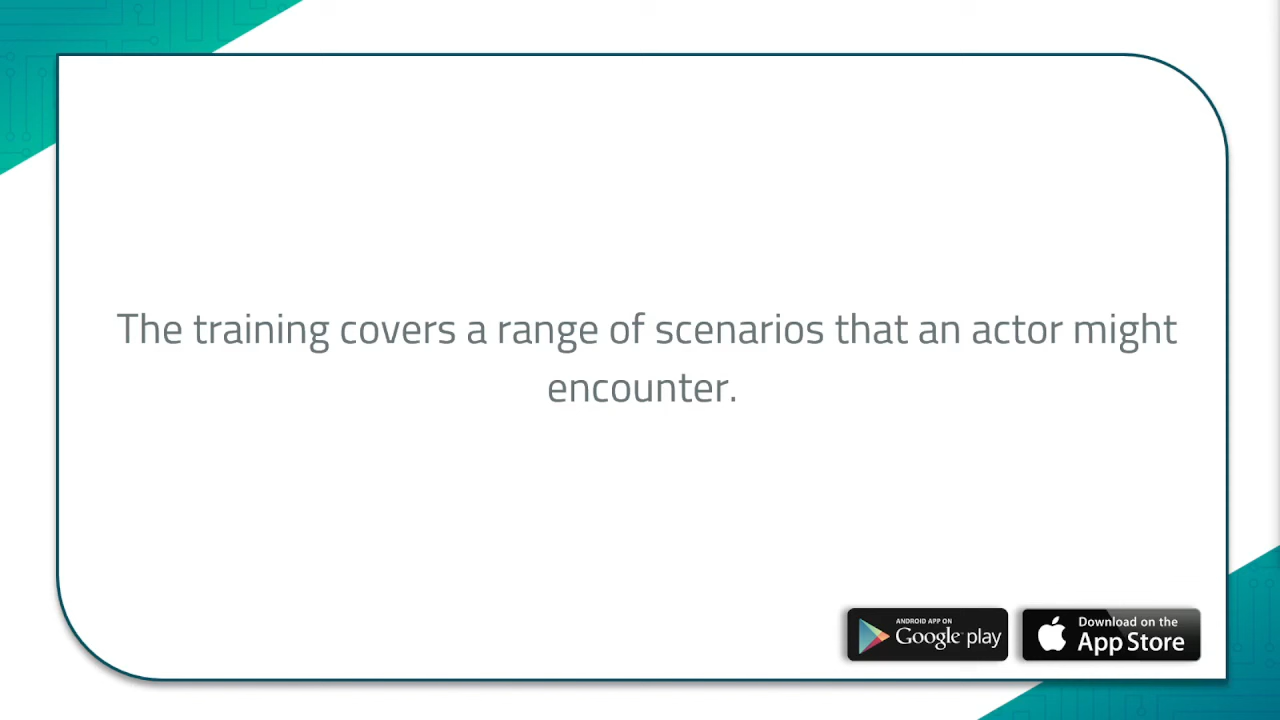 The training covers a range of scenarios that an actor might
encounter.
ANDROID APP ON
Google play
Download on the
App Store